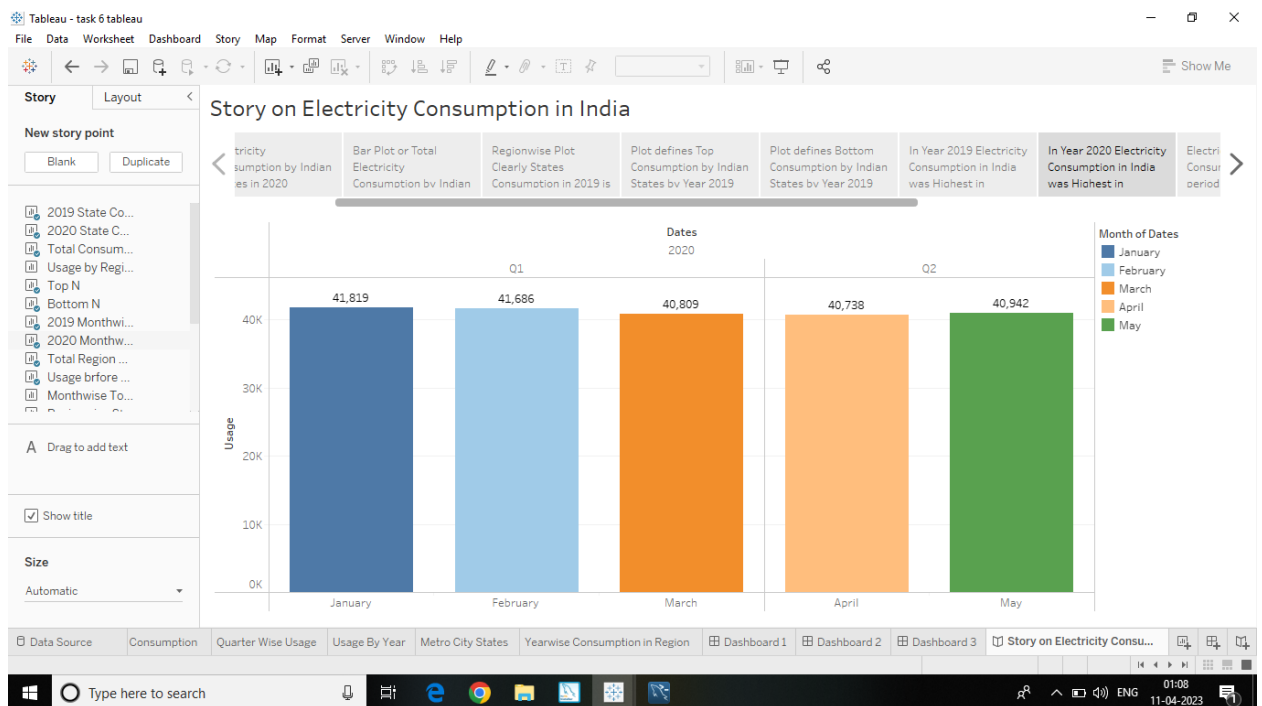 Tableau - task 6 tableau
File Data Worksheet Dashboard Story Map Format Server Window Help
Show Me
Story Layout
New story point
Blank Duplicate
2019 State Co...
2020 State C...
Total Consum...
Usage by Regi...
Top N
Bottom N
2019 Monthwi...
2020 Monthw...
Total Region ...
Usage brfore ...
Monthwise To...
A Drag to add text
Show title
Size
Automatic
Story on Electricity Consumption in India
tricity
sumption by Indian
es in 2020
Bar Plot or Total
Electricity
Consumption by Indian
Regionwise Plot
Clearly States
Consumption in 2019 is
Plot defines Top
Consumption by Indian
States by Year 2019
Plot defines Bottom
Consumption by Indian
States by Year 2019
In Year 2019 Electricity
Consumption in India
was Highest in
In Year 2020 Electricity
Consumption in India
was Highest in
Electri
Consu
period
Dates
2020
Q1 Q2
41,819 41,686 40,809 40,738 40,942
40K
30K
20K
10K
0K
Usage
January February March April May
Month of Dates
January
February
March
April
May
Data Source Consumption Quarter Wise Usage Usage By Year Metro City States Yearwise Consumption in Region Dashboard 1 Dashboard 2 Dashboard 3 Story on Electricity Consu...
Type here to search
ENG
01:08
11-04-2023
1